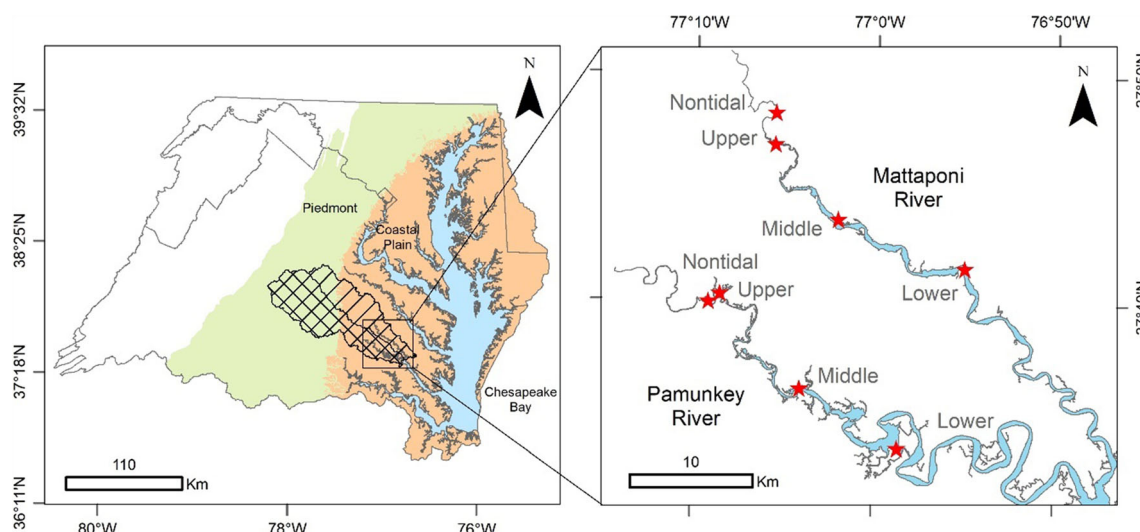 77°10'W
77°0'W
76°50'W
39°32'N
38°25'N
37°18'N
36°11'N
N
Piedmont
Coastal
Plain
Chesapeake
Bay
110
Km
80°W
78°W
76°W
N
Nontidal
Upper
Mattaponi
River
Middle
Nontidal
Upper
Lower
Middle
Pamunkey
River
Lower
10
Km